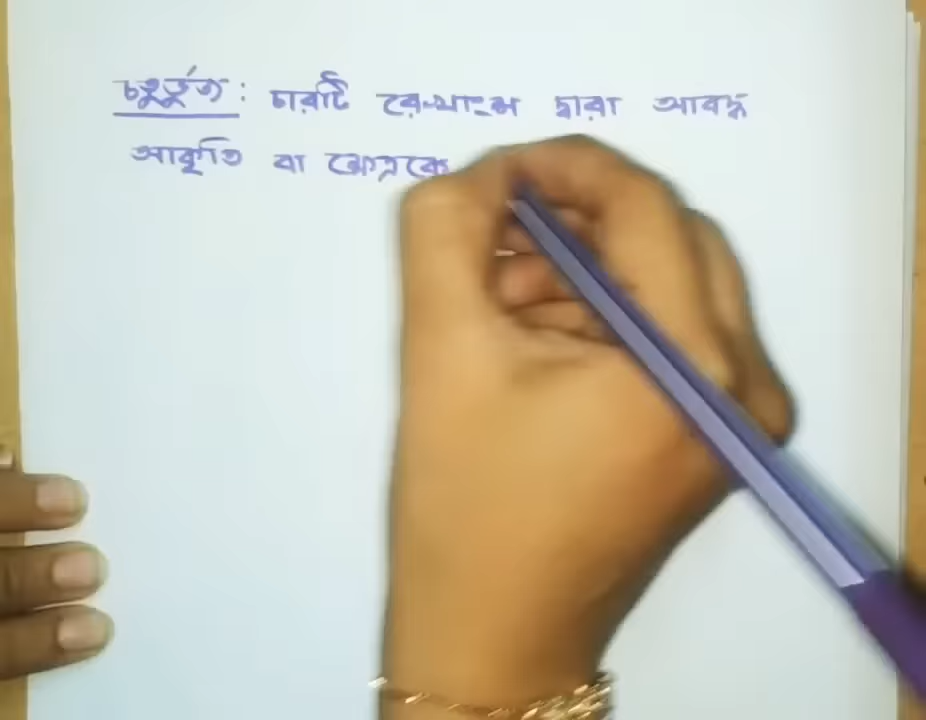 চতুর্ভুজ: চারটি রেখাংশ দ্বারা আবদ্ধ
আকৃতি বা ক্ষেত্রকে